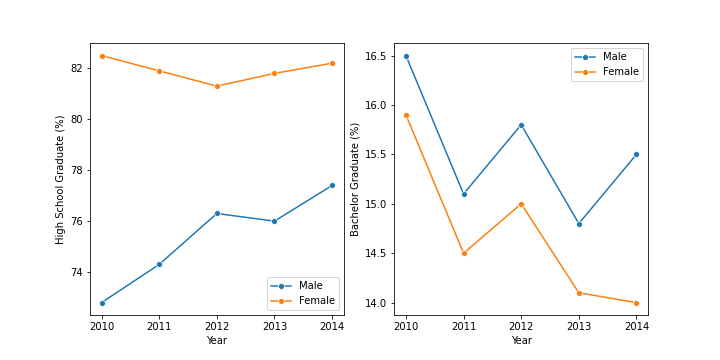 High School Graduate (%)
82
80
78
76
74
2010 2011 2012 2013 2014
Year
Male
Female
Bachelor Graduate (%)
16.5
16.0
15.5
15.0
14.5
14.0
2010 2011 2012 2013 2014
Year
Male
Female